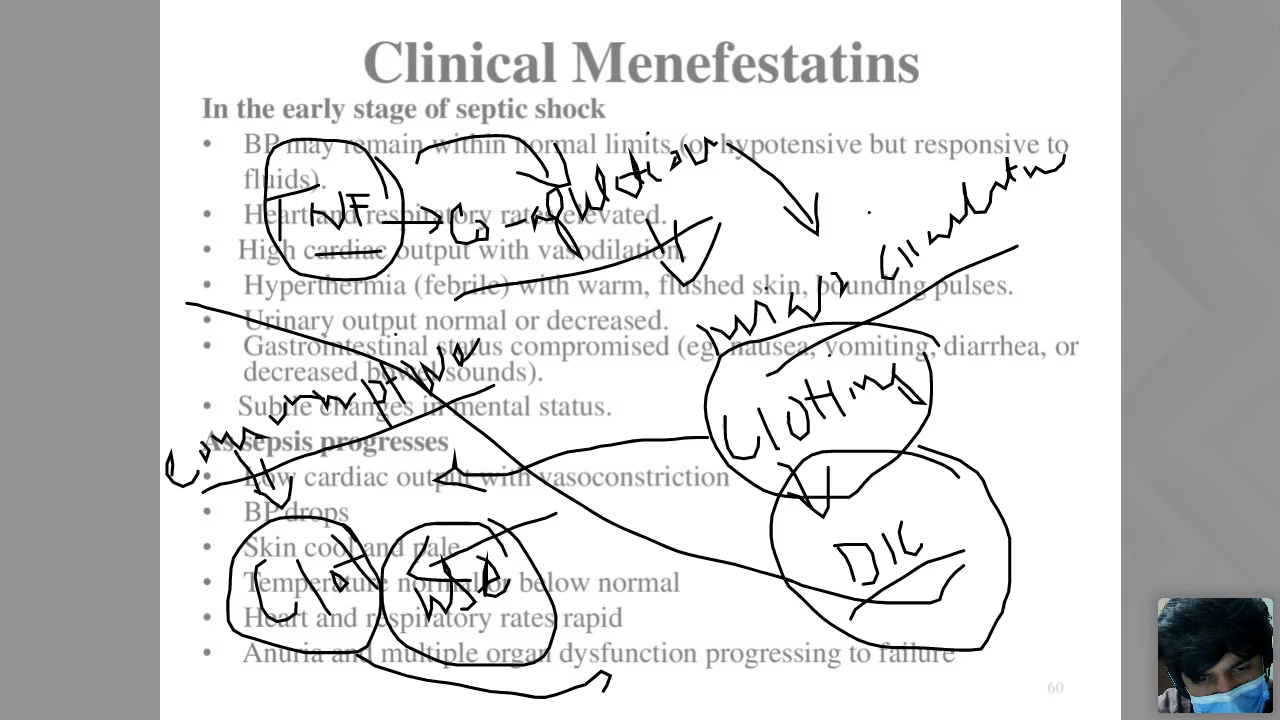 Clinical Menefestatins
In the early stage of septic shock
• BP may remain within normal limits (or hypotensive but responsive to
fluids).
• Heart and respiratory rates elevated.
• High cardiac output with vasodilation.
• Hyperthermia (febrile) with warm, flushed skin, bounding pulses.
• Urinary output normal or decreased.
• Gastrointestinal status compromised (eg, nausea, vomiting, diarrhea, or
decreased bowel sounds).
• Subtle changes in mental status.
As sepsis progresses
• Low cardiac output with vasoconstriction
• BP drops
• Skin cool and pale
• Temperature normal or below normal
• Heart and respiratory rates rapid
• Anuria and multiple organ dysfunction progressing to failure
60
TNF
Co-agulation
Clotting
DIC
Clot